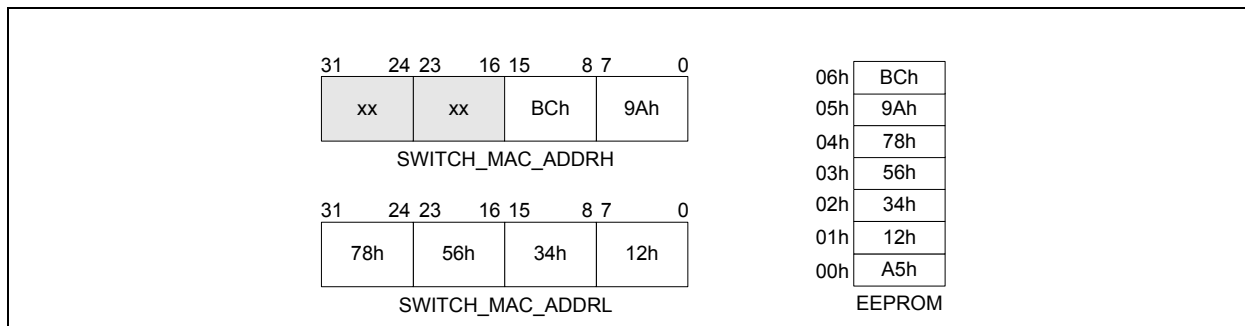 31 24 23 16 15 8 7 0
xx xx BCh 9Ah
SWITCH_MAC_ADDRH
31 24 23 16 15 8 7 0
78h 56h 34h 12h
SWITCH_MAC_ADDRL
06h BCh
05h 9Ah
04h 78h
03h 56h
02h 34h
01h 12h
00h A5h
EEPROM